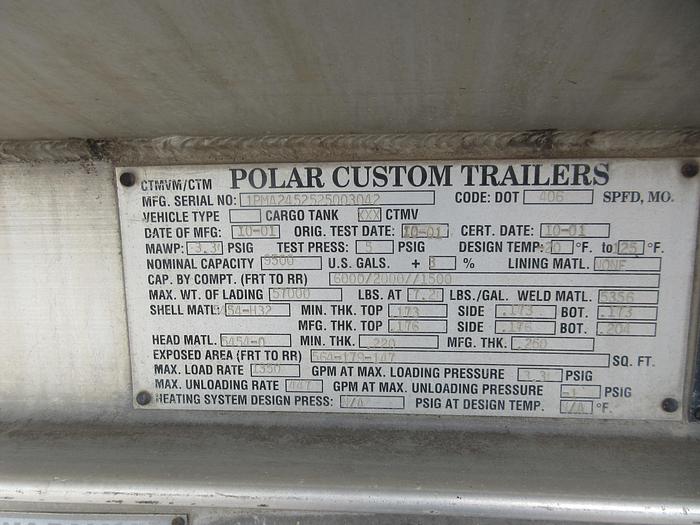 POLAR CUSTOM TRAILERS
CTMVM/CTM
MFG. SERIAL NO: 1PMA2452525003042 CODE: DOT 406 SPFD, MO.
VEHICLE TYPE CARGO TANK XXX CTMV
DATE OF MFG: 10-01 ORIG. TEST DATE: 10-01 CERT. DATE: 10-01
MAWP: 3.3 PSIG TEST PRESS: 5 PSIG DESIGN TEMP: -20 °F. to 125 °F.
NOMINAL CAPACITY 9500 U.S. GALS. + 3 % LINING MATL. NONE
CAP. BY COMPT. (FRT TO RR) 6000/2000//1500
MAX. WT. OF LADING 57000 LBS. AT 7.20 LBS./GAL. WELD MATL. 5356
SHELL MATL: 54-H32 MIN. THK. TOP .173 SIDE .173 BOT. .173
MFG. THK. TOP .176 SIDE .176 BOT. .204
HEAD MATL. 5454-0 MIN. THK. .220 MFG. THK. .260
EXPOSED AREA (FRT TO RR) 564-179-147 SQ. FT.
MAX. LOAD RATE 1350 GPM AT MAX. LOADING PRESSURE 3.3 PSIG
MAX. UNLOADING RATE 447 GPM AT MAX. UNLOADING PRESSURE PSIG
HEATING SYSTEM DESIGN PRESS: N/A PSIG AT DESIGN TEMP. N/A °F.